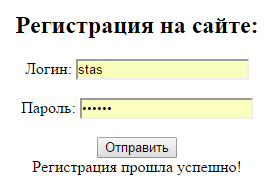 Регистрация на сайте:
Логин: stas
Пароль: ••••••
Отправить
Регистрация прошла успешно!